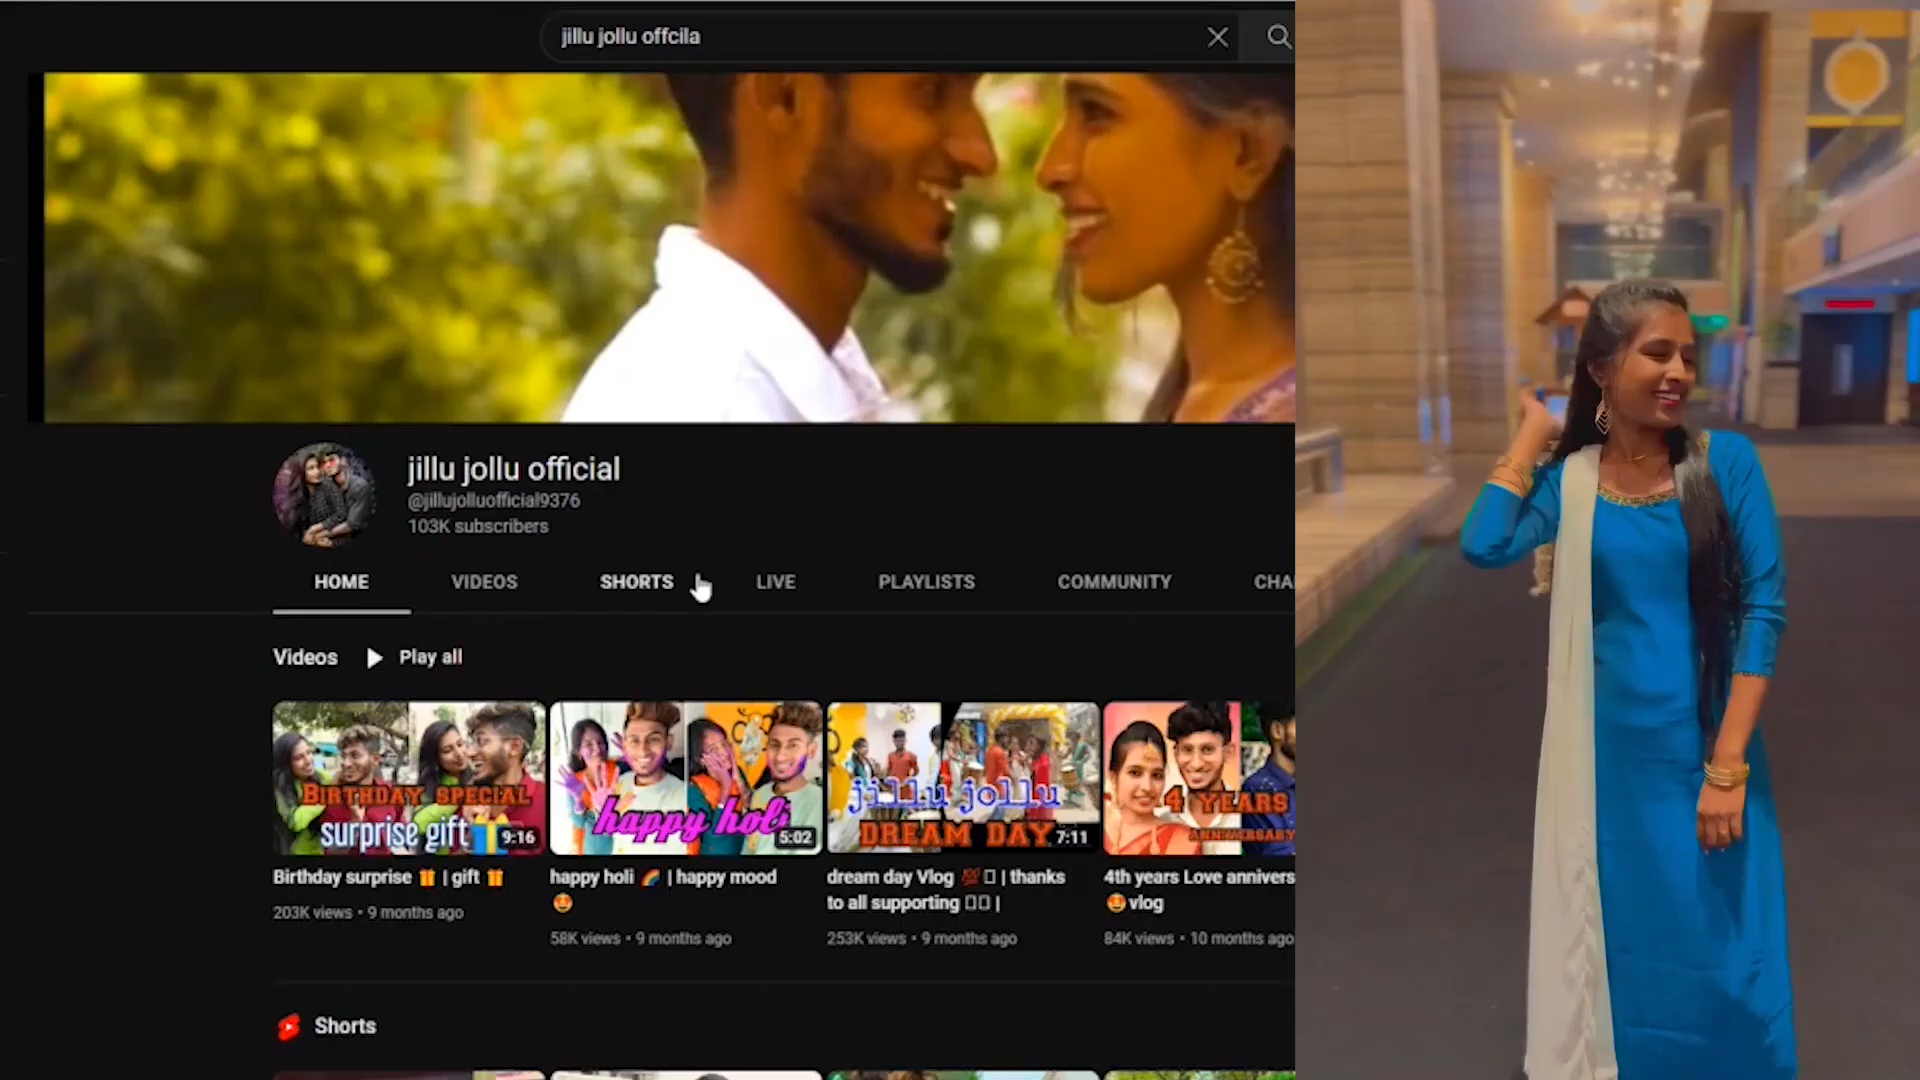 jillu jollu offcila
jillu jollu official
@jillujolluofficial9376
103K subscribers
HOME VIDEOS SHORTS LIVE PLAYLISTS COMMUNITY CHA
Videos Play all
BIRTHDAY SPECIAL
surprise gift
9:16
happy holi
5:02
jillu jollu
DREAM DAY
7:11
4 YEARS
ANNIVERSARY
Birthday surprise 🎁 | gift 🎁
203K views • 9 months ago
happy holi 🌈 | happy mood
🤩
58K views • 9 months ago
dream day Vlog 💯 | thanks
to all supporting |
253K views • 9 months ago
4th years Love annivers
🤩 vlog
84K views • 10 months ago
Shorts